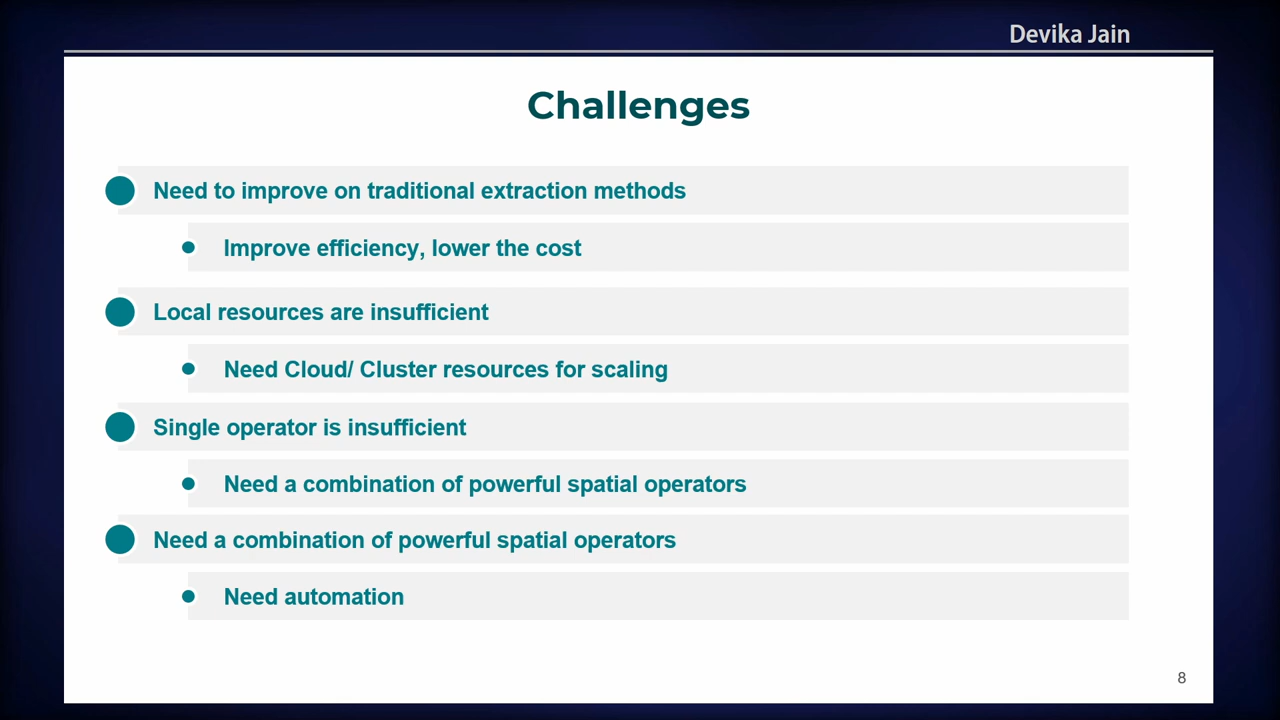 Devika Jain
Challenges
Need to improve on traditional extraction methods
Improve efficiency, lower the cost
Local resources are insufficient
Need Cloud/ Cluster resources for scaling
Single operator is insufficient
Need a combination of powerful spatial operators
Need a combination of powerful spatial operators
Need automation
8